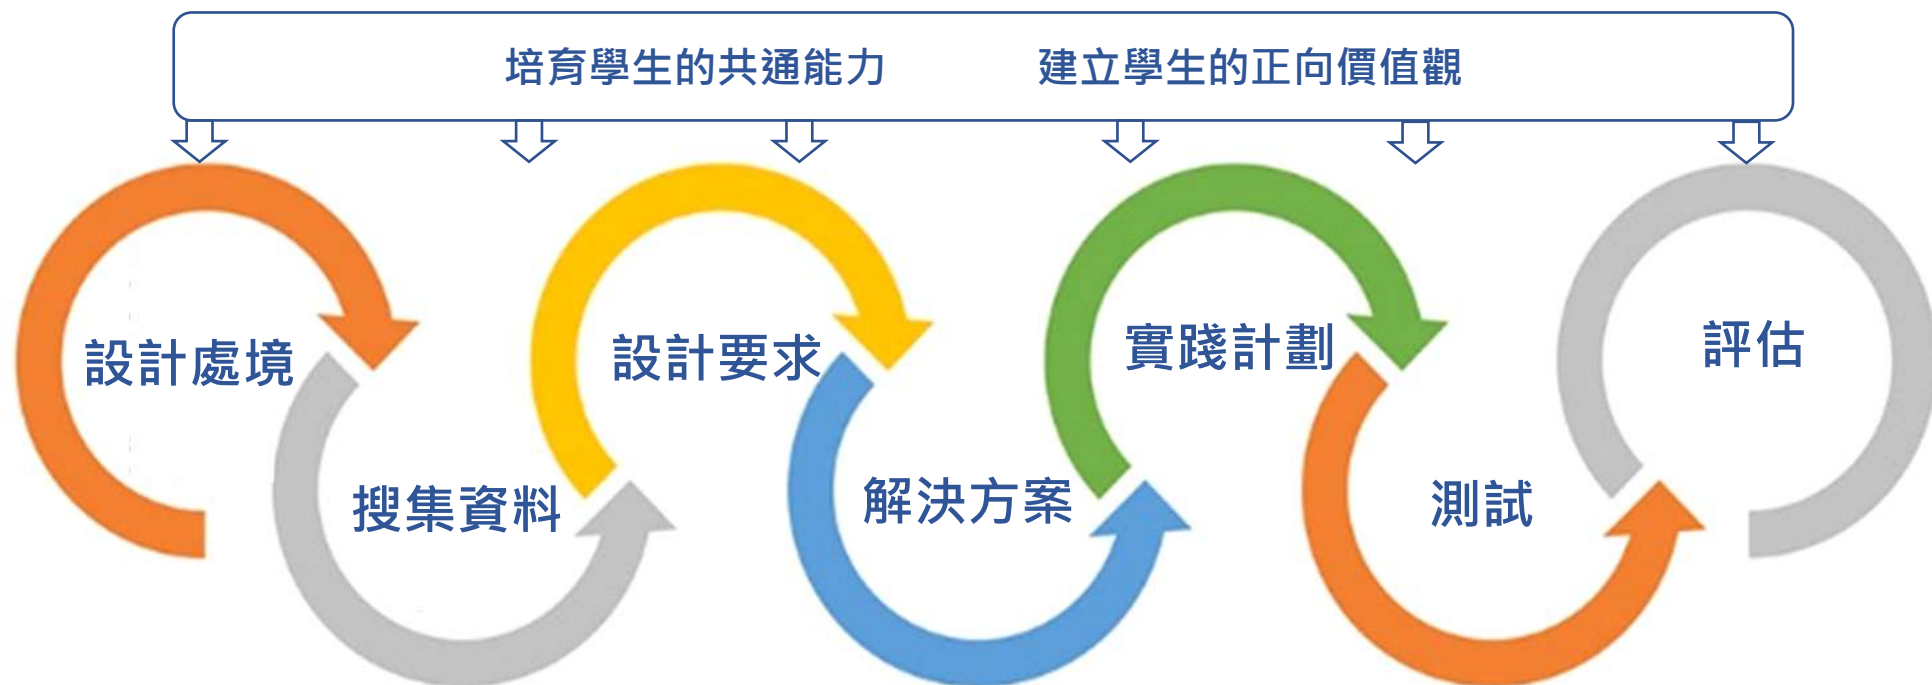 培育學生的共通能力 建立學生的正向價值觀
設計處境
搜集資料
設計要求
解決方案
實踐計劃
測試
評估